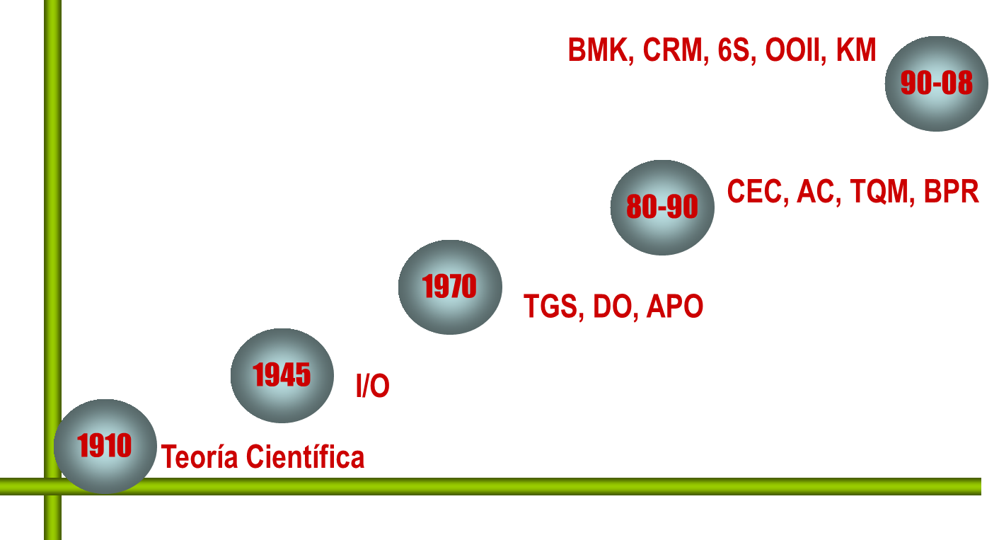 BMK, CRM, 6S, OOII, KM
90-08
80-90
CEC, AC, TQM, BPR
1970
TGS, DO, APO
1945
I/O
1910
Teoría Científica